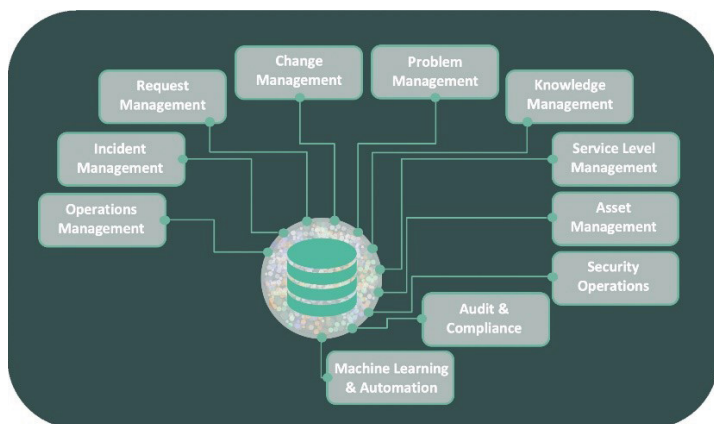 Change
Management
Problem
Management
Request
Management
Knowledge
Management
Incident
Management
Service Level
Management
Operations
Management
Asset
Management
Security
Operations
Audit &
Compliance
Machine Learning
& Automation